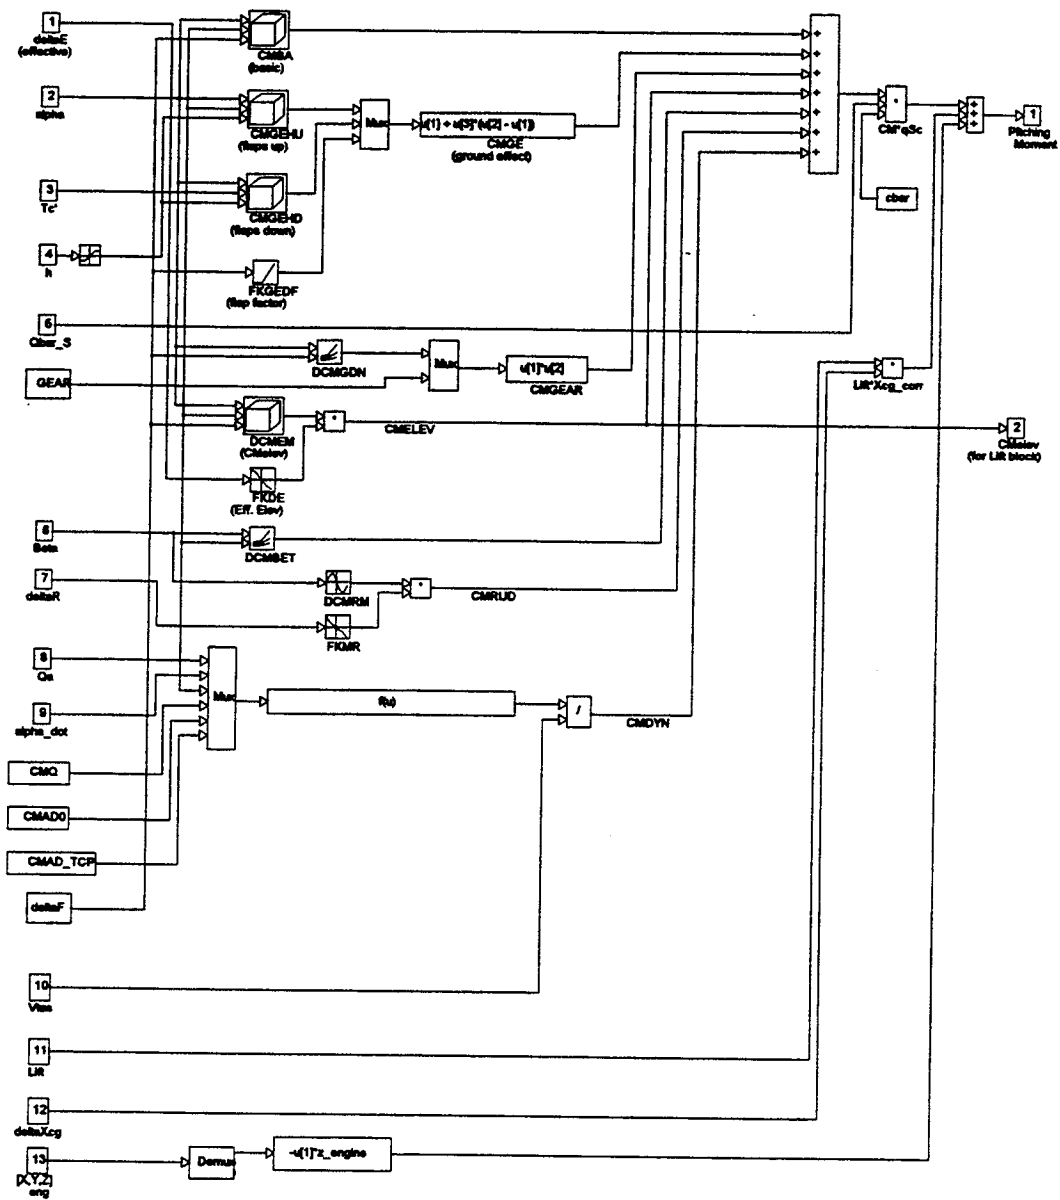 1
deltaE
(effective)
CMBA
(basic)
2
alpha
CMGEHU
(flaps up)
Mux
u[1] + u[3]*(u[2] - u[1])
CMGE
(ground effect)
+
+
+
+
+
+
+
*
CM*qSc
+
+
+
1
Pitching
Moment
cbar
3
Tc'
CMGEHD
(flaps down)
4
h
FKGEDF
(flap factor)
5
Qbar_S
DCMGDN
Mux
u[1]*u[2]
CMGEAR
*
Lift*Xcg_corr
GEAR
DCMEM
(CMelev)
*
CMELEV
2
CMelev
(for Lift block)
FKDE
(Eff. Elev)
6
Beta
DCMBET
7
deltaR
DCMRM
*
CMRUD
FKMR
8
Qs
Mux
f(u)
/
CMDYN
9
alpha_dot
CMQ
CMAD0
CMAD_TCP
deltaF
10
Vtas
11
Lift
12
deltaXcg
13
[X,Y,Z]
eng
Demux
-u[1]*z_engine